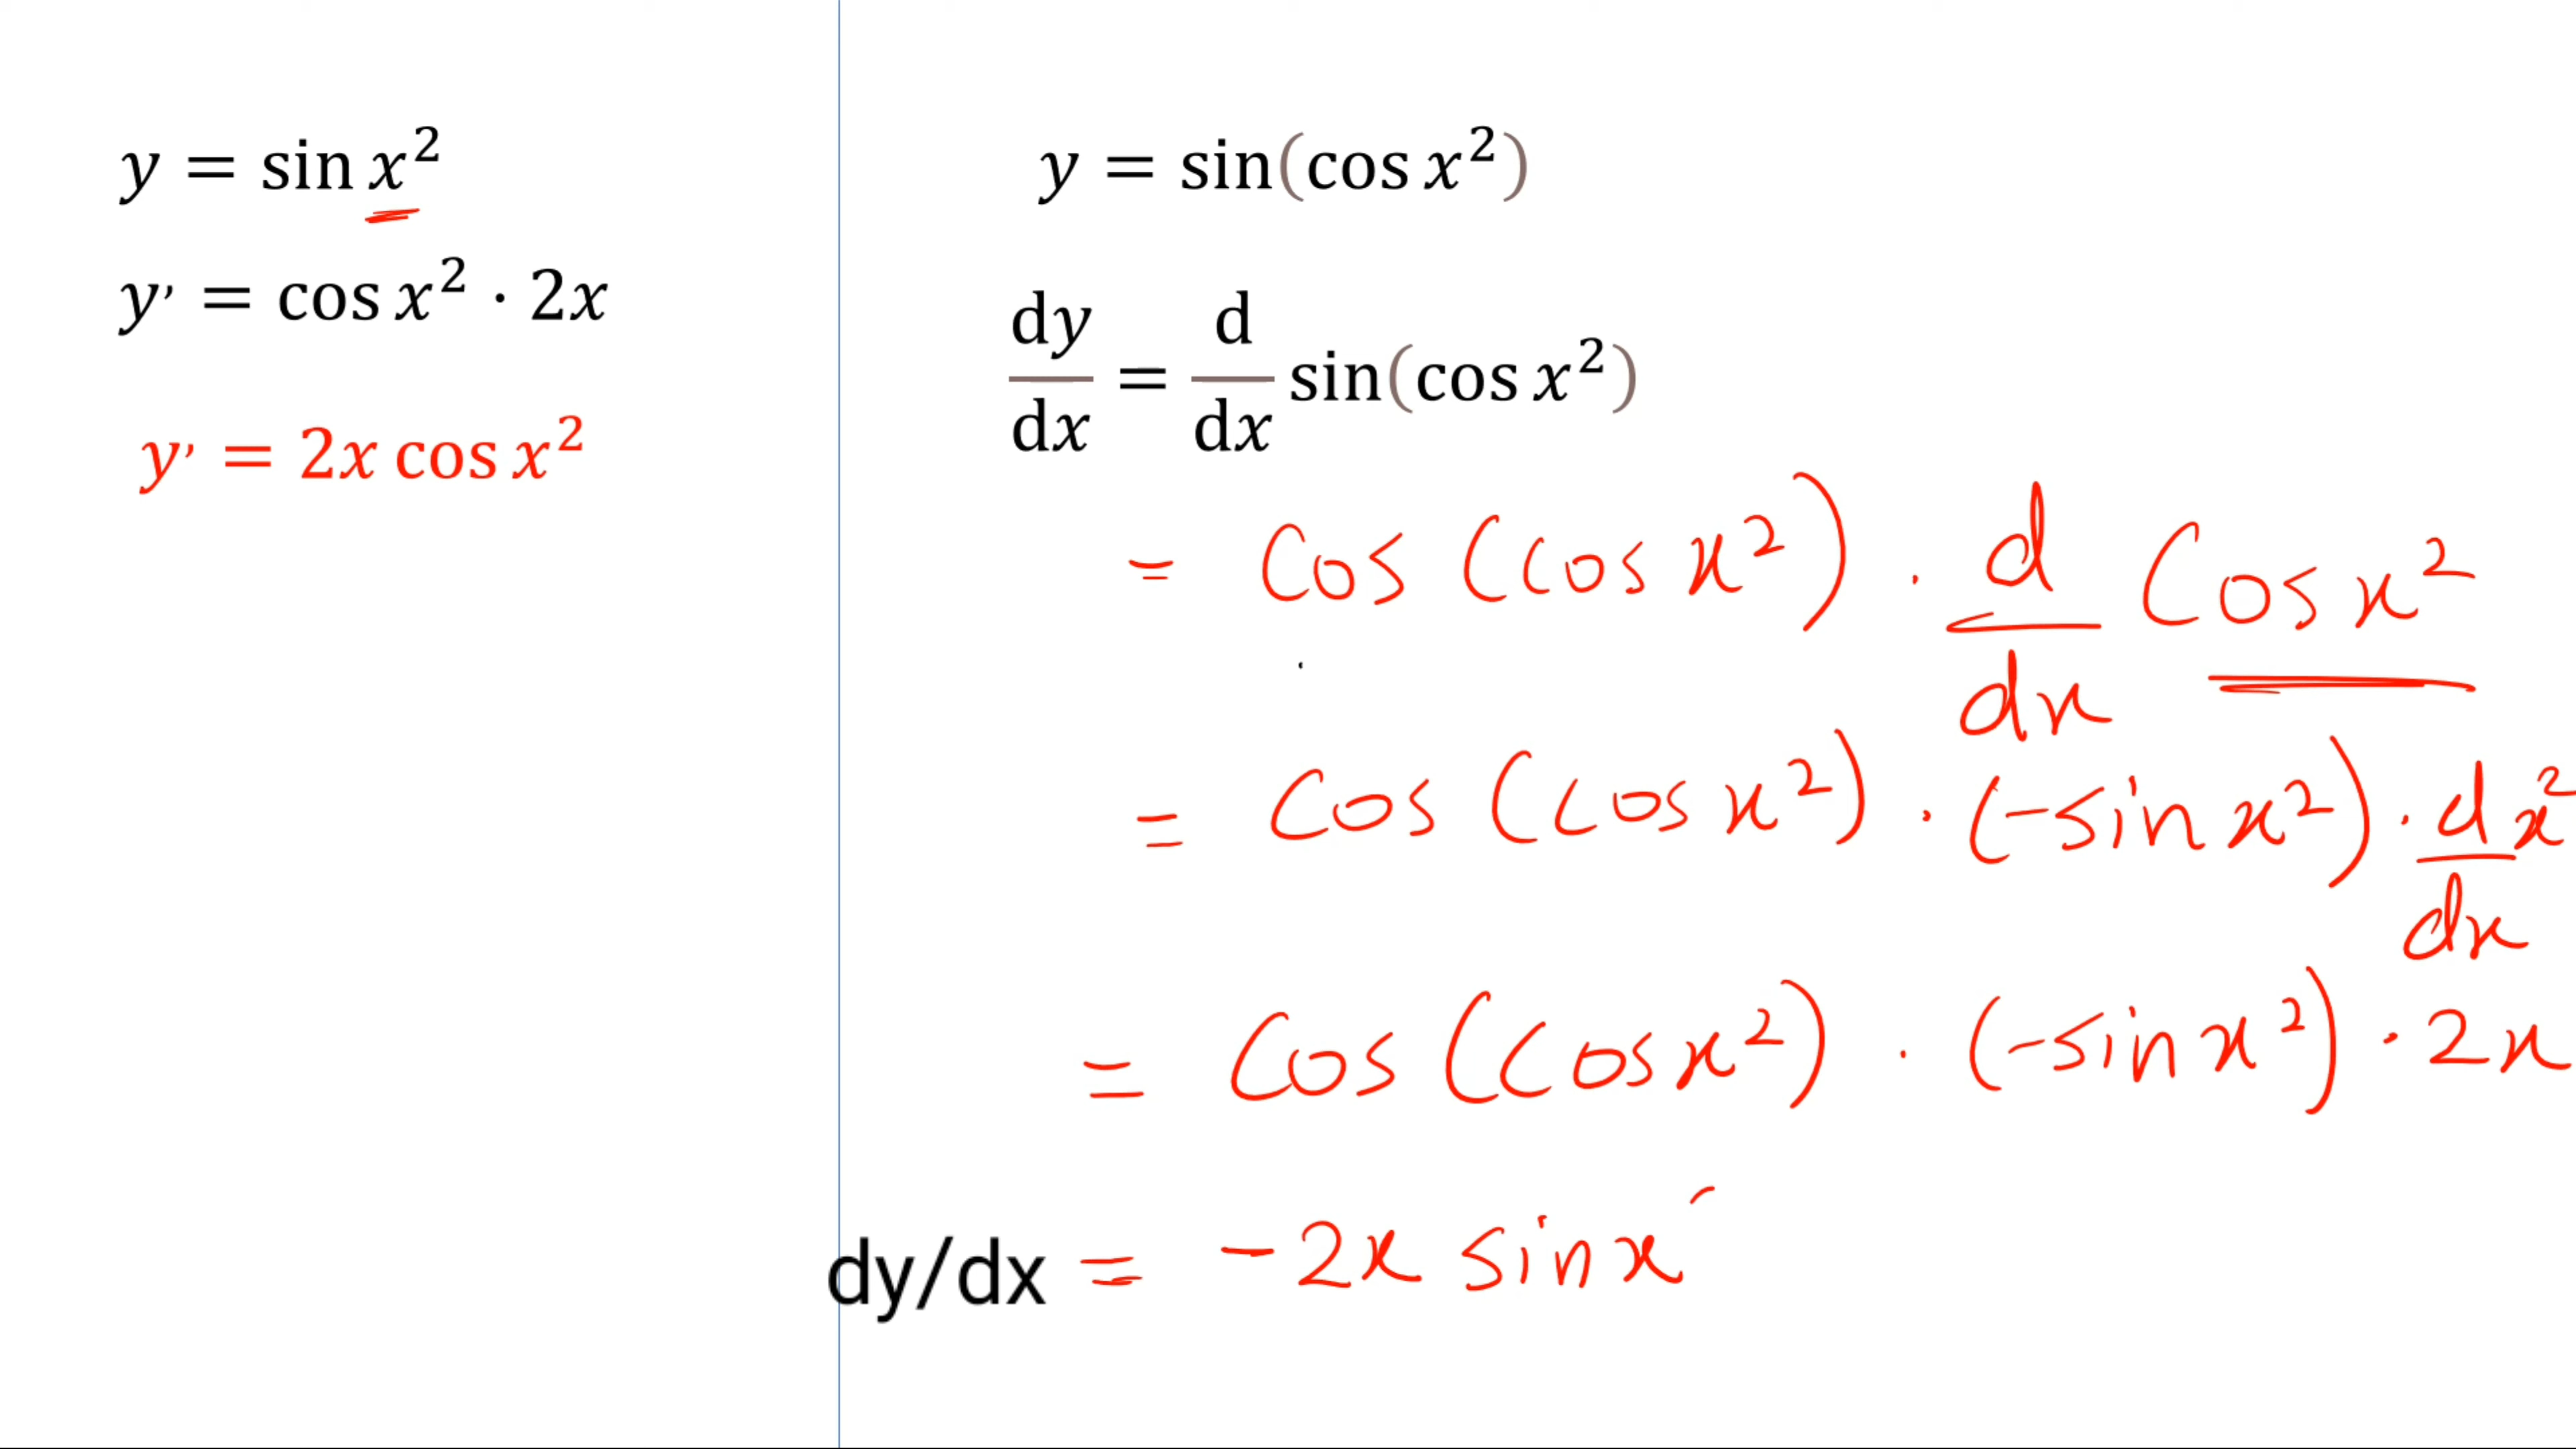 y = sin x²
y’ = cos x² · 2x
y’ = 2x cos x²
y = sin(cos x²)
dy/dx = d/dx sin(cos x²)
= cos (cos x²) · d/dx cos x²
= cos (cos x²) · (-sin x²) · d/dx x²
= cos (cos x²) · (-sin x²) · 2x
dy/dx = -2x sin x